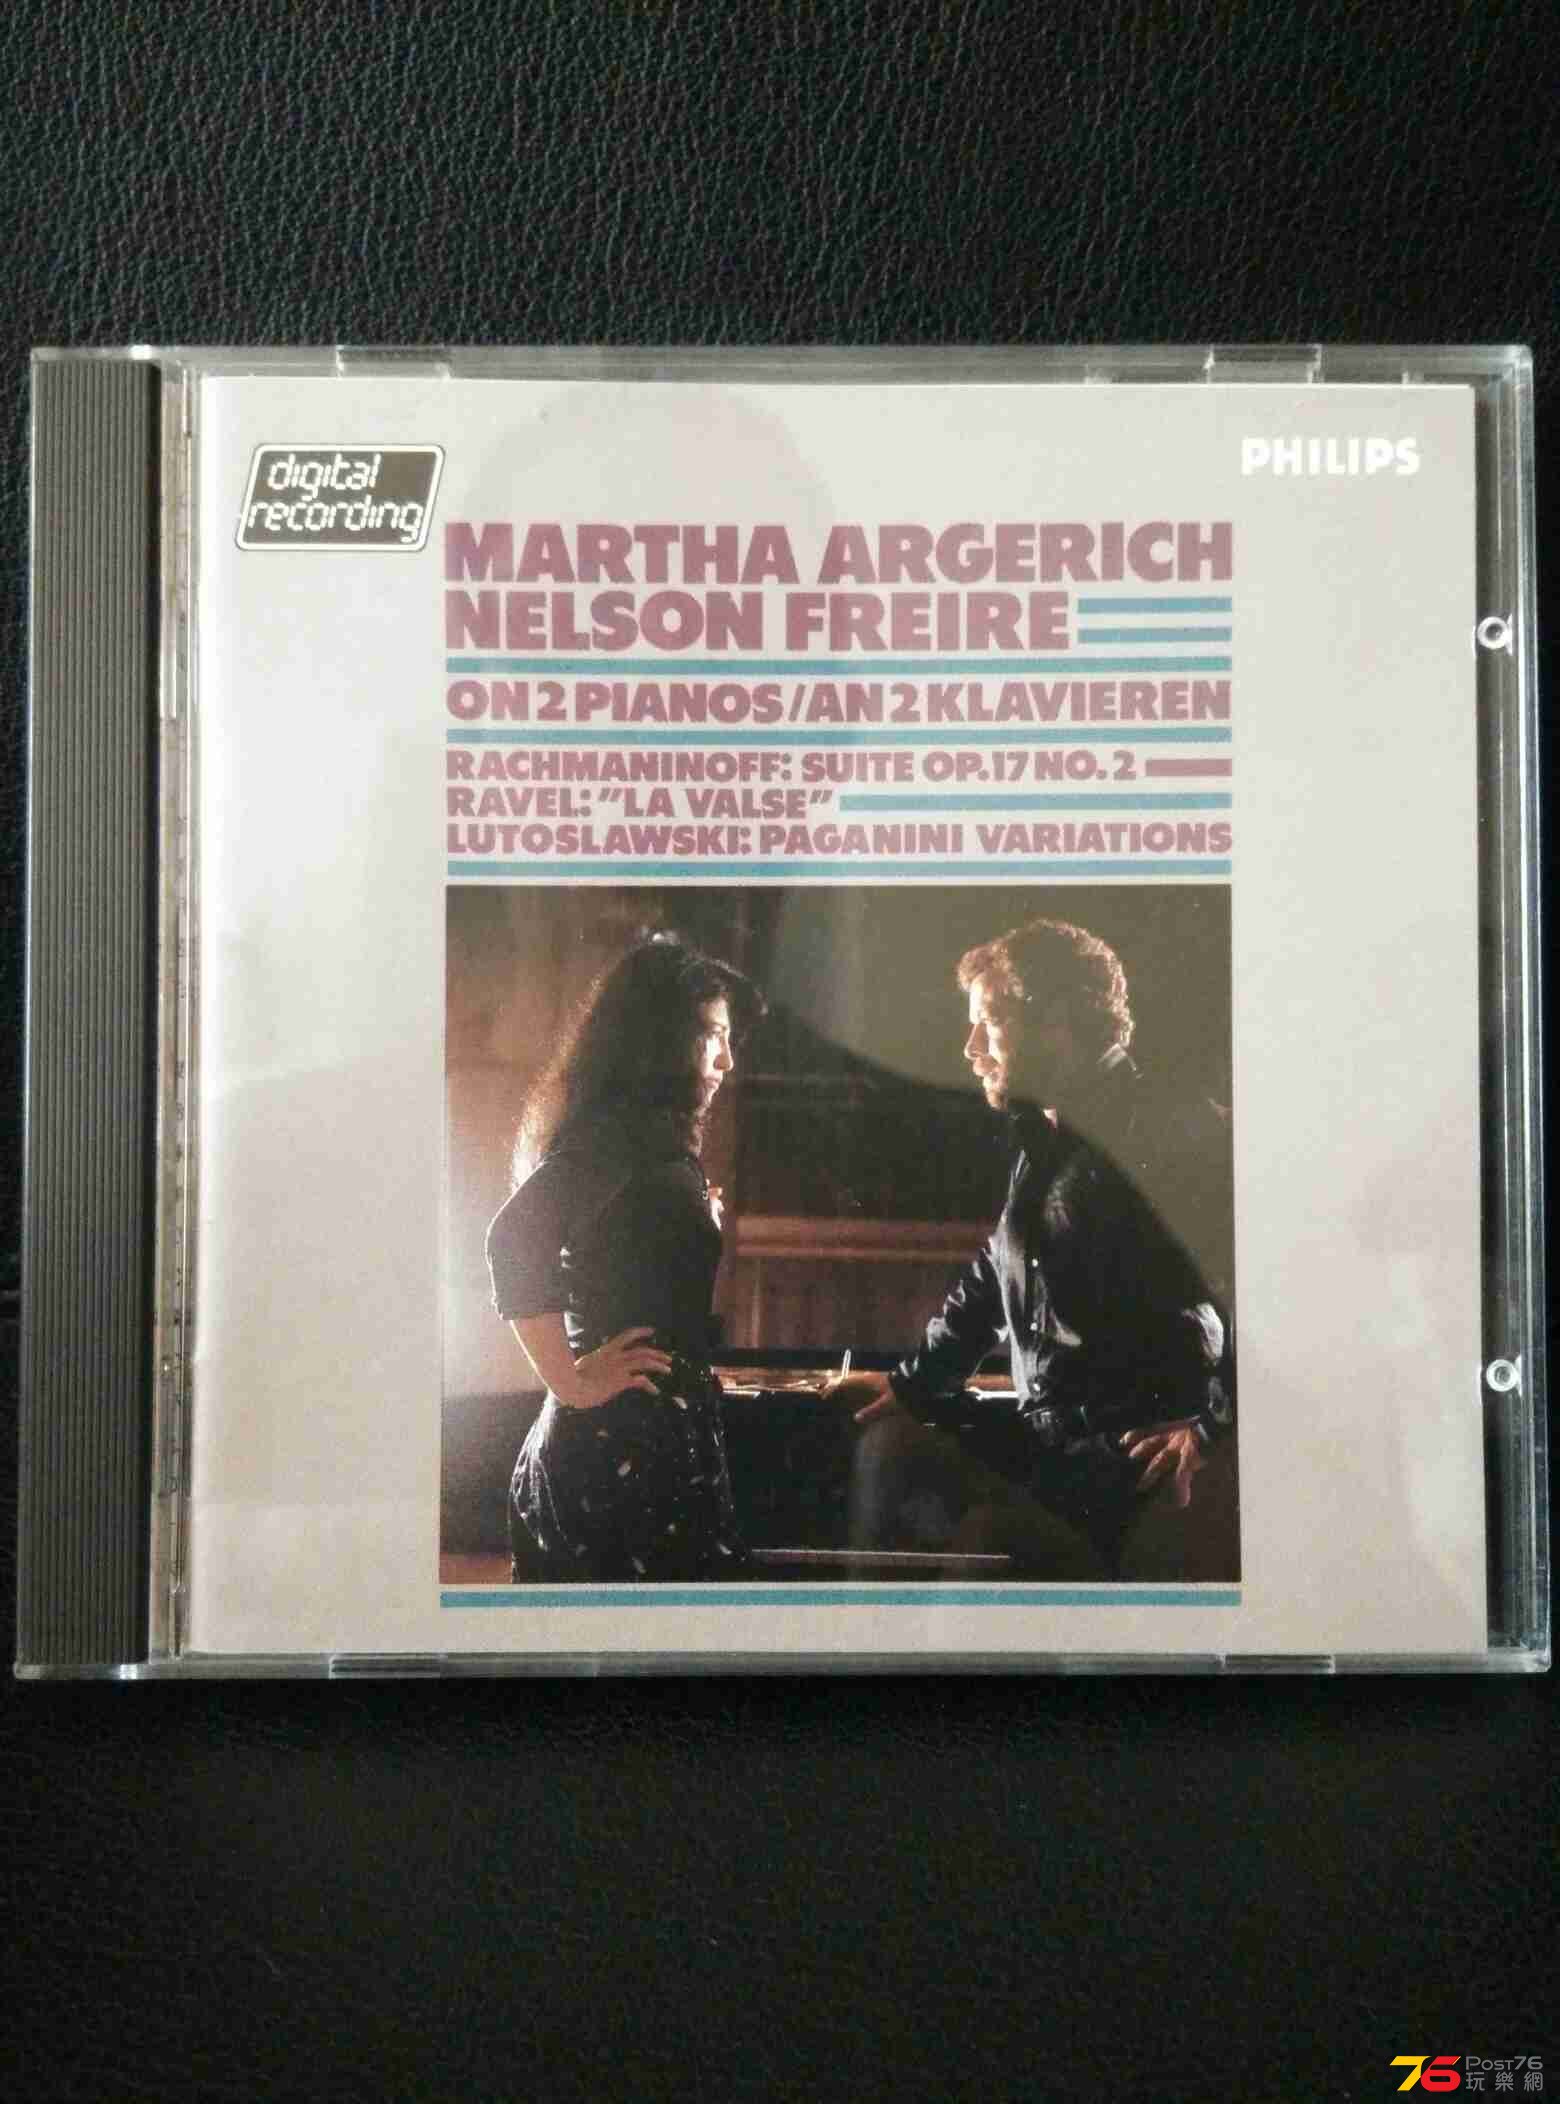 digital
recording
PHILIPS
MARTHA ARGERICH
NELSON FREIRE
ON 2 PIANOS/AN 2 KLAVIEREN
RACHMANINOFF: SUITE OP.17 NO. 2
RAVEL: "LA VALSE"
LUTOSLAWSKI: PAGANINI VARIATIONS
76 POST76
玩樂網